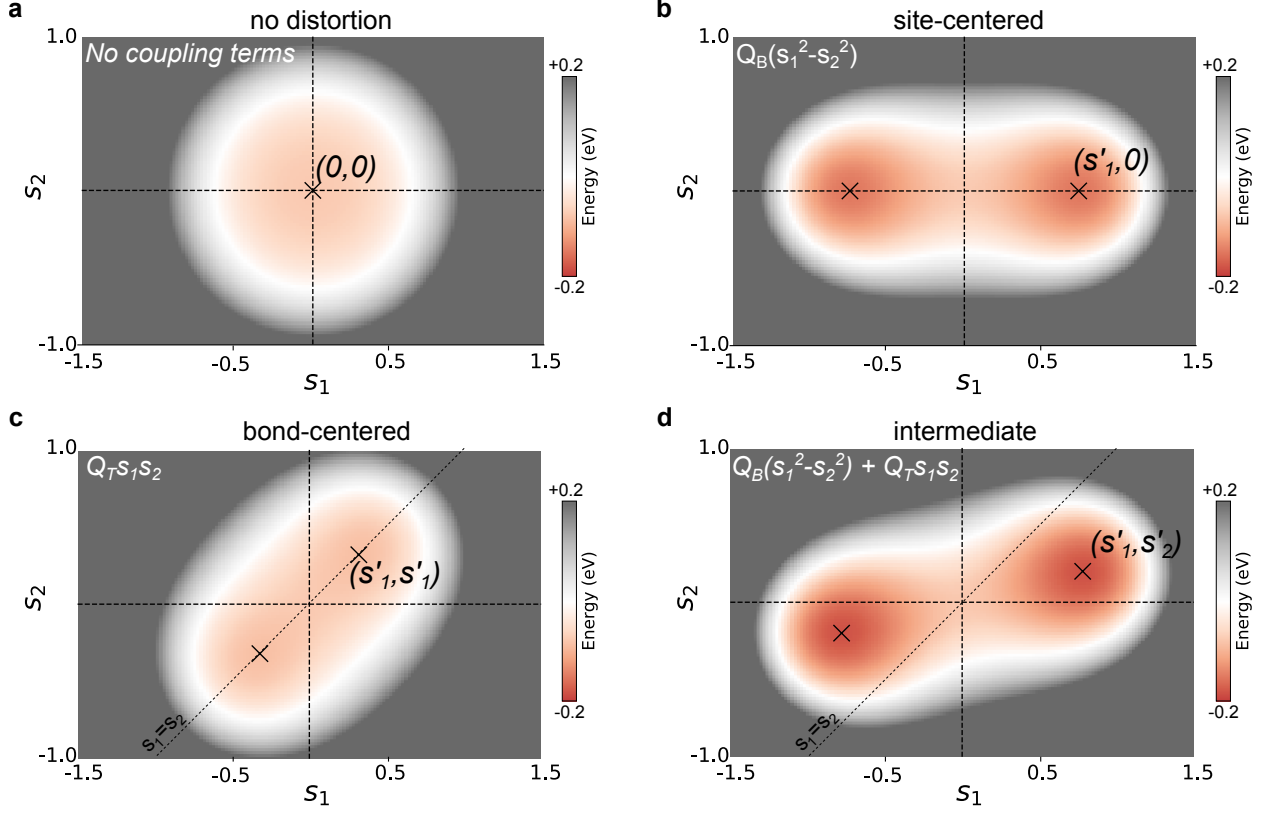 a
no distortion
1.0
No coupling terms
+0.2
Energy (eV)
-0.2
(0,0)
s₂
-1.0
-1.5
-0.5
0.5
1.5
s₁
b
site-centered
1.0
Q_B(s₁²-s₂²)
+0.2
Energy (eV)
-0.2
(s'₁,0)
s₂
-1.0
-1.5
-0.5
0.5
1.5
s₁
c
bond-centered
1.0
Q_Ts₁s₂
+0.2
Energy (eV)
-0.2
(s'₁,s'₁)
s₂
s₁=s₂
-1.0
-1.5
-0.5
0.5
1.5
s₁
d
intermediate
1.0
Q_B(s₁²-s₂²) + Q_Ts₁s₂
+0.2
Energy (eV)
-0.2
(s'₁,s'₂)
s₂
s₁=s₂
-1.0
-1.5
-0.5
0.5
1.5
s₁